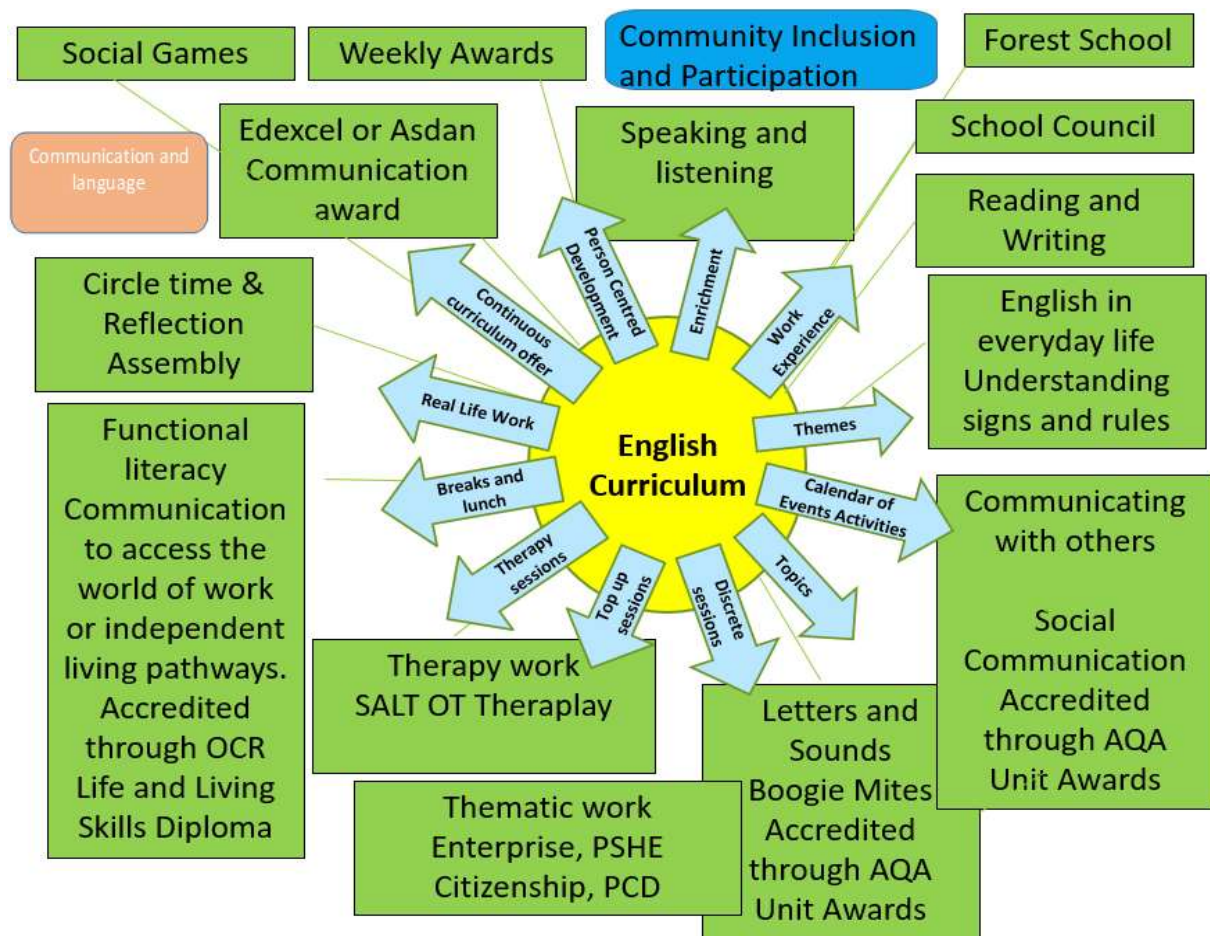 Social Games
Weekly Awards
Community Inclusion
and Participation
Forest School
Communication and
language
Edexcel or Asdan
Communication
award
Speaking and
listening
School Council
Reading and
Writing
Circle time &
Reflection
Assembly
English in
everyday life
Understanding
signs and rules
Continuous
curriculum offer
Person Centred
Development
Enrichment
Work
Experience
Real Life Work
Themes
English
Curriculum
Breaks and
lunch
Calendar of
Events Activities
Therapy
sessions
Top up
sessions
Discrete
sessions
Topics
Functional
literacy
Communication
to access the
world of work
or independent
living pathways.
Accredited
through OCR
Life and Living
Skills Diploma
Communicating
with others
Social
Communication
Accredited
through AQA
Unit Awards
Therapy work
SALT OT Theraplay
Letters and
Sounds
Boogie Mites
Accredited
through AQA
Unit Awards
Thematic work
Enterprise, PSHE
Citizenship, PCD